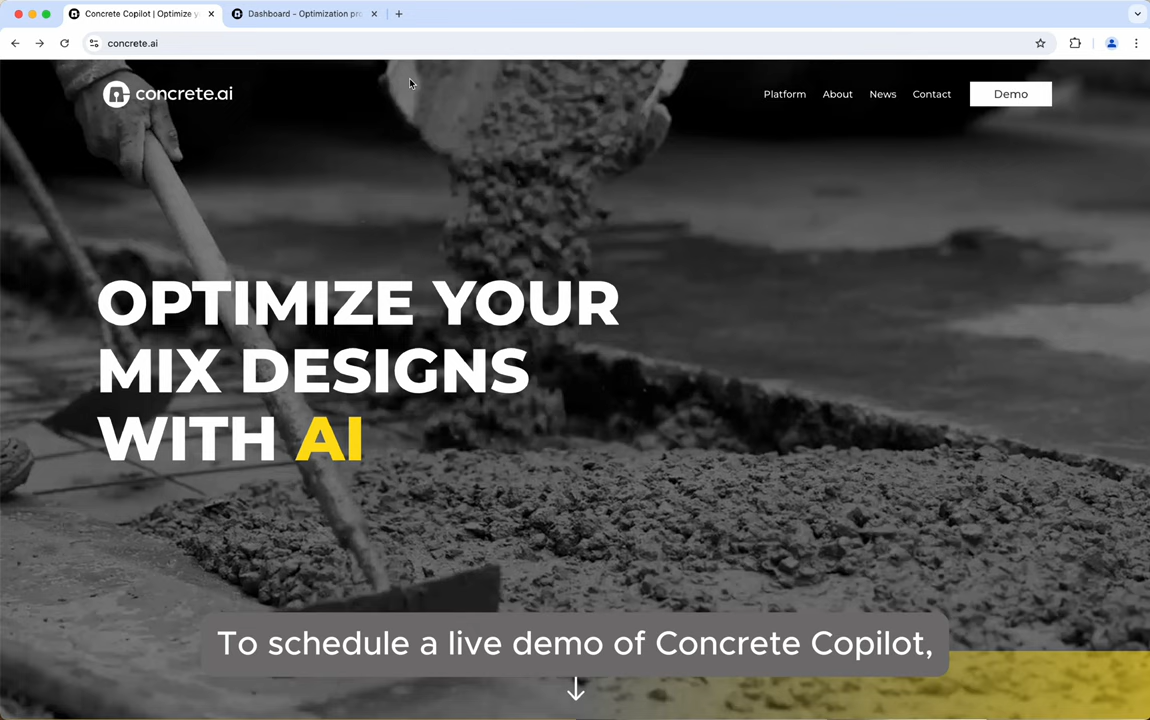 Concrete Copilot | Optimize y
Dashboard - Optimization pro
concrete.ai
concrete.ai
Platform
About
News
Contact
Demo
OPTIMIZE YOUR
MIX DESIGNS
WITH AI
To schedule a live demo of Concrete Copilot,